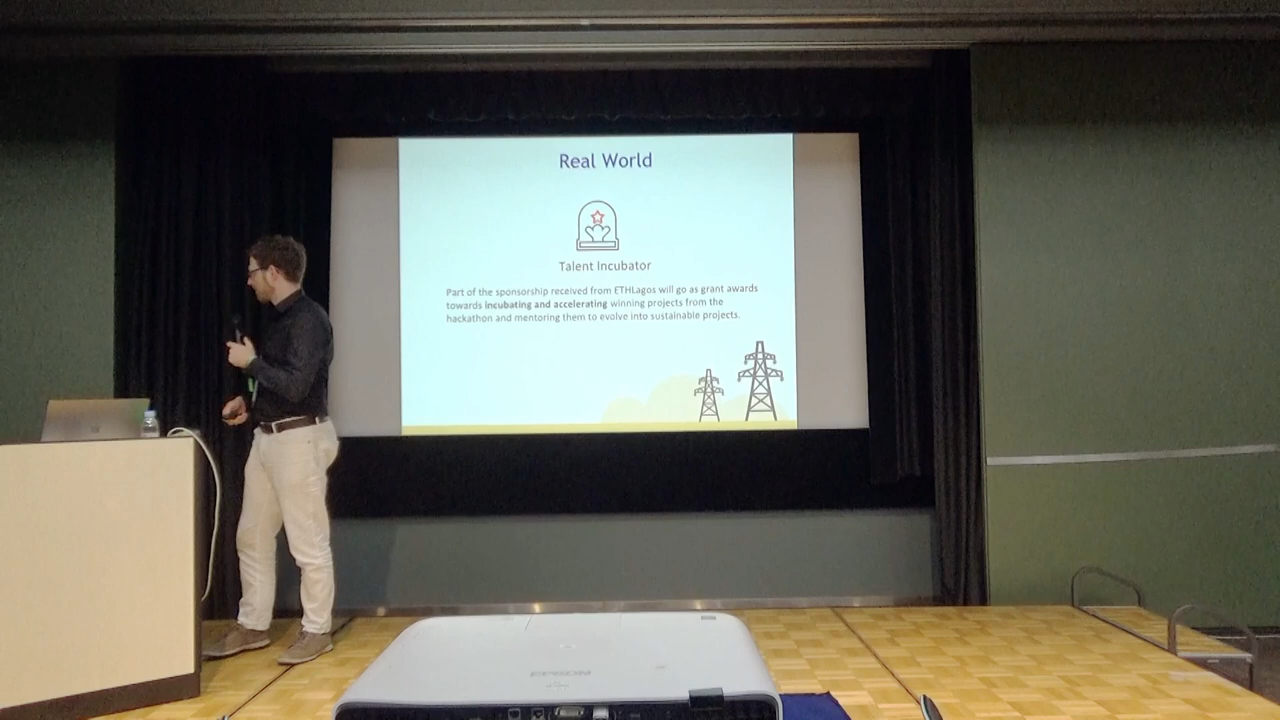 Real World
Talent Incubator
Part of the sponsorship received from ETHLagos will go as grant awards
towards incubating and accelerating winning projects from the
hackathon and mentoring them to evolve into sustainable projects.
EPSON